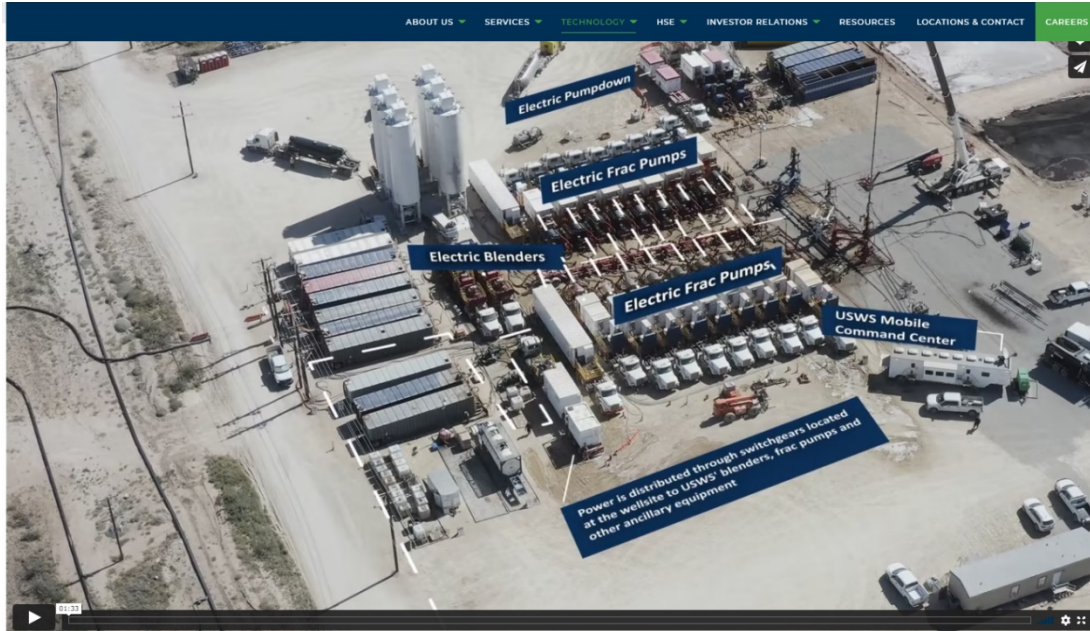 ABOUT US SERVICES TECHNOLOGY HSE INVESTOR RELATIONS RESOURCES LOCATIONS & CONTACT CAREERS
Electric Pumpdown
Electric Frac Pumps
Electric Blenders
Electric Frac Pumps
USWS Mobile
Command Center
Power is distributed through switchgears located
at the wellsite to USWS' blenders, frac pumps and
other ancillary equipment
01:33